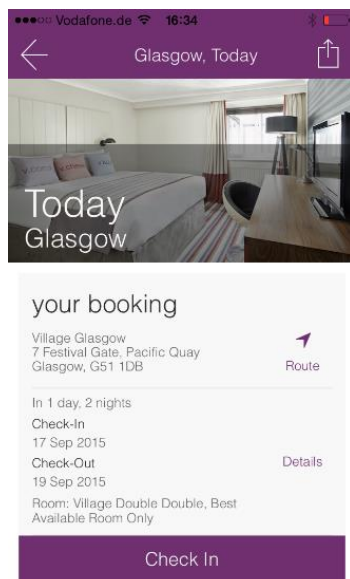 Vodafone.de 16:34
Glasgow, Today
Today
Glasgow
your booking
Village Glasgow
7 Festival Gate, Pacific Quay
Glasgow, G51 1DB
Route
In 1 day, 2 nights
Check-In
17 Sep 2015
Check-Out
19 Sep 2015
Details
Room: Village Double Double, Best
Available Room Only
Check In